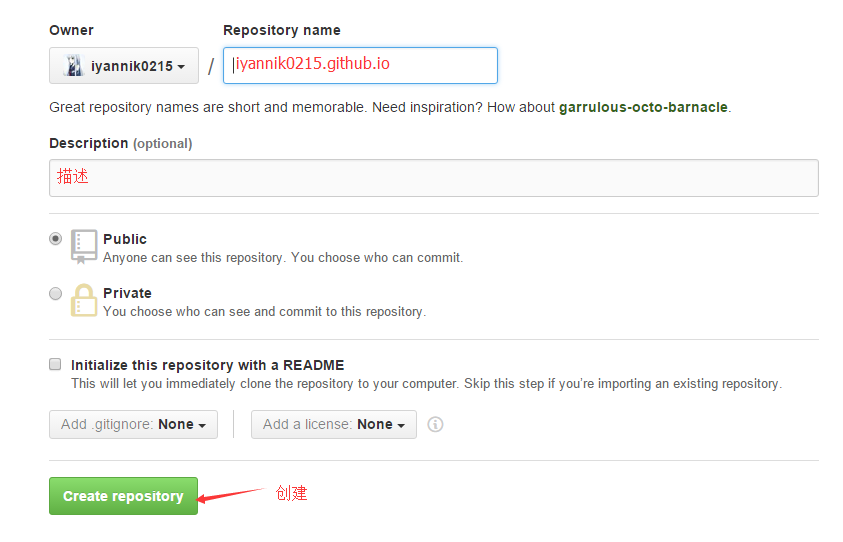 Owner
Repository name
iyannik0215
/
iyannik0215.github.io
Great repository names are short and memorable. Need inspiration? How about garrulous-octo-barnacle.
Description (optional)
描述
Public
Anyone can see this repository. You choose who can commit.
Private
You choose who can see and commit to this repository.
Initialize this repository with a README
This will let you immediately clone the repository to your computer. Skip this step if you’re importing an existing repository.
Add .gitignore: None
Add a license: None
Create repository
创建